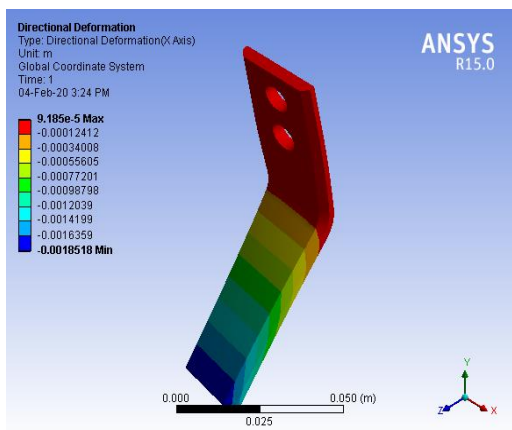 Directional Deformation
Type: Directional Deformation(X Axis)
Unit: m
Global Coordinate System
Time: 1
04-Feb-20 3:24 PM
ANSYS
R15.0
9.185e-5 Max
-0.00012412
-0.00034008
-0.00055605
-0.00077201
-0.00098798
-0.0012039
-0.0014199
-0.0016359
-0.0018518 Min
0.000
0.050 (m)
0.025
Y
Z
X